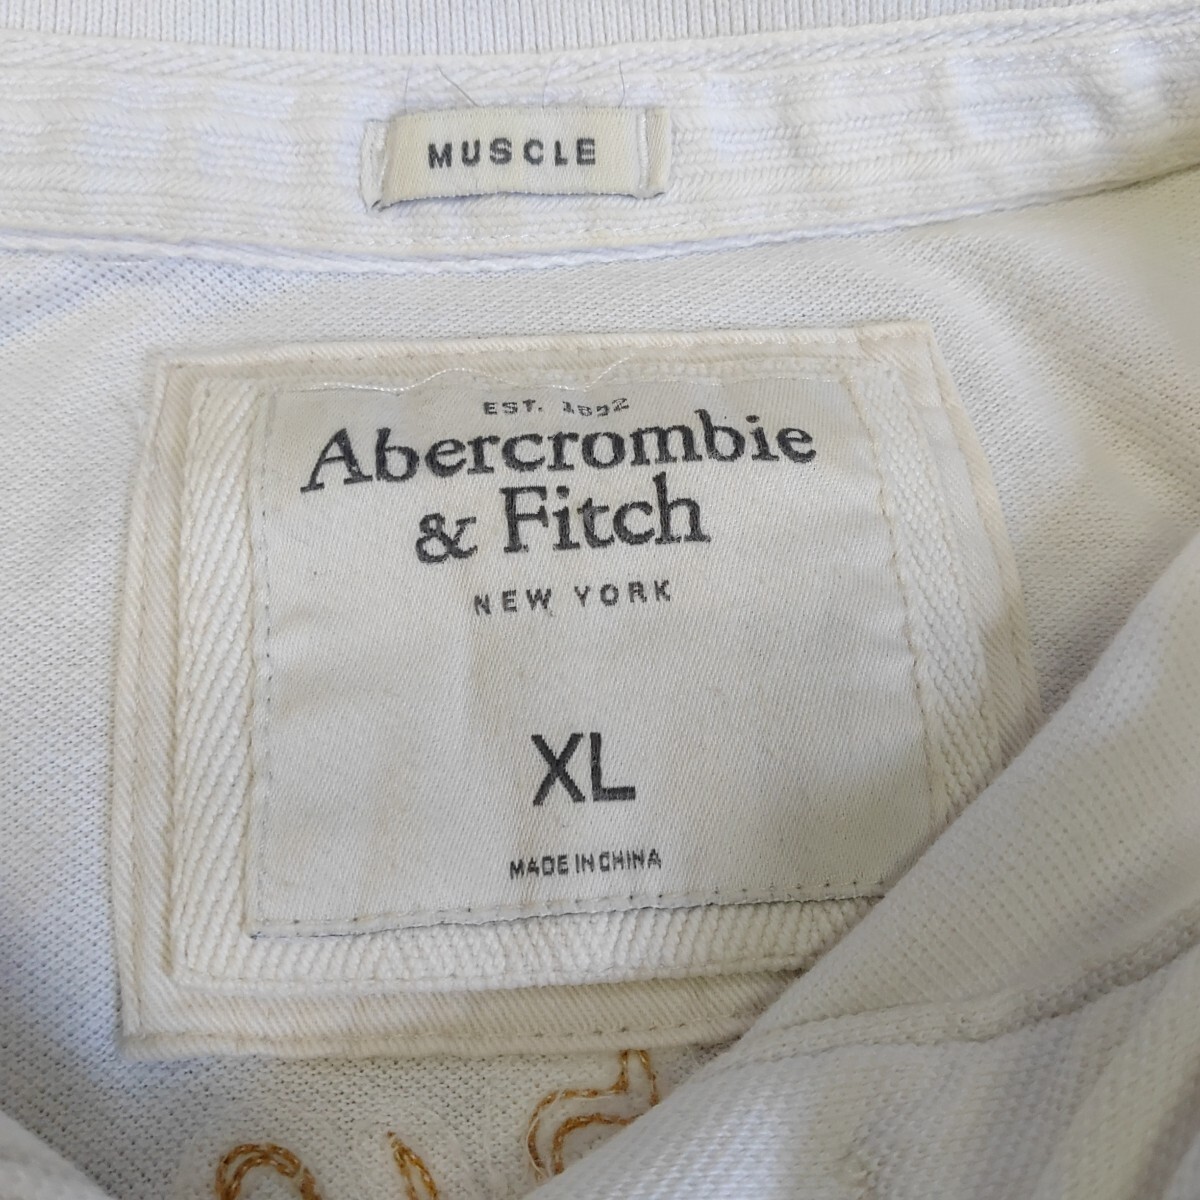 MUSCLE
EST. 1892
Abercrombie
& Fitch
NEW YORK
XL
MADE IN CHINA